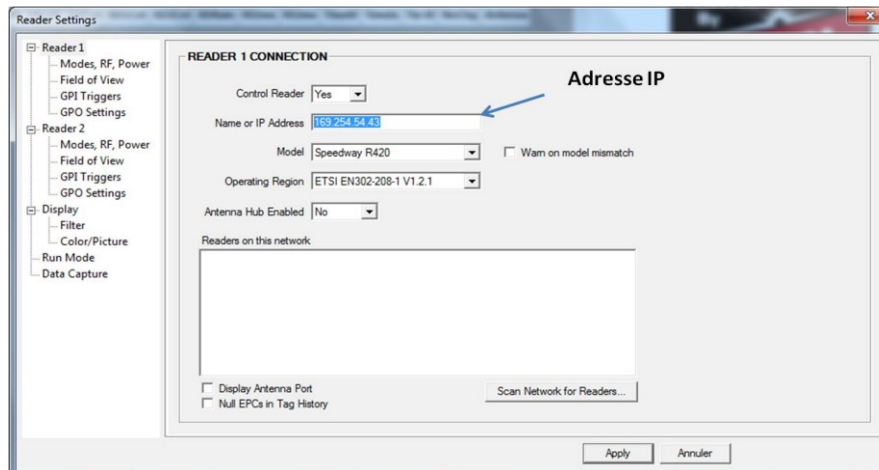 By
Reader Settings
Reader 1
Modes, RF, Power
Field of View
GPI Triggers
GPO Settings
Reader 2
Modes, RF, Power
Field of View
GPI Triggers
GPO Settings
Display
Filter
Color/Picture
Run Mode
Data Capture
READER 1 CONNECTION
Adresse IP
Control Reader Yes
Name or IP Address 169.254.54.43
Model Speedway R420 Warn on model mismatch
Operating Region ETSI EN302-208-1 V1.2.1
Antenna Hub Enabled No
Readers on this network
Display Antenna Port
Null EPCs in Tag History
Scan Network for Readers...
Apply Annuler